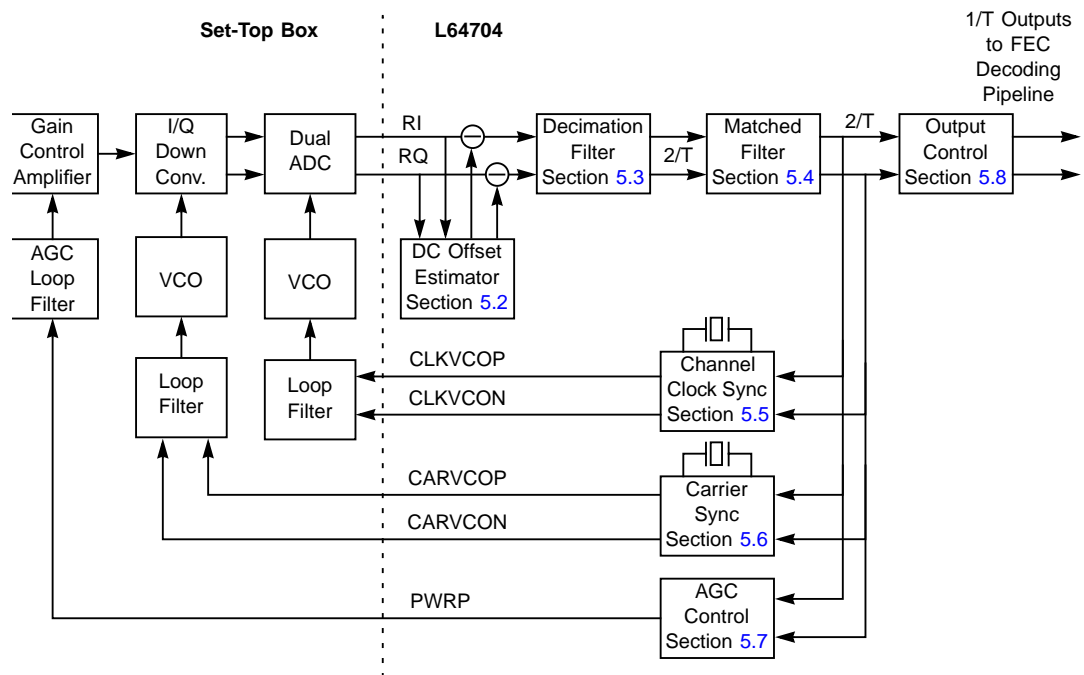 Set-Top Box
L64704
1/T Outputs
to FEC
Decoding
Pipeline
Gain
Control
Amplifier
I/Q
Down
Conv.
Dual
ADC
RI
RQ
Decimation
Filter
Section 5.3
2/T
Matched
Filter
Section 5.4
2/T
Output
Control
Section 5.8
AGC
Loop
Filter
VCO
VCO
DC Offset
Estimator
Section 5.2
Loop
Filter
Loop
Filter
CLKVCOP
CLKVCON
Channel
Clock Sync
Section 5.5
CARVCOP
CARVCON
Carrier
Sync
Section 5.6
PWRP
AGC
Control
Section 5.7